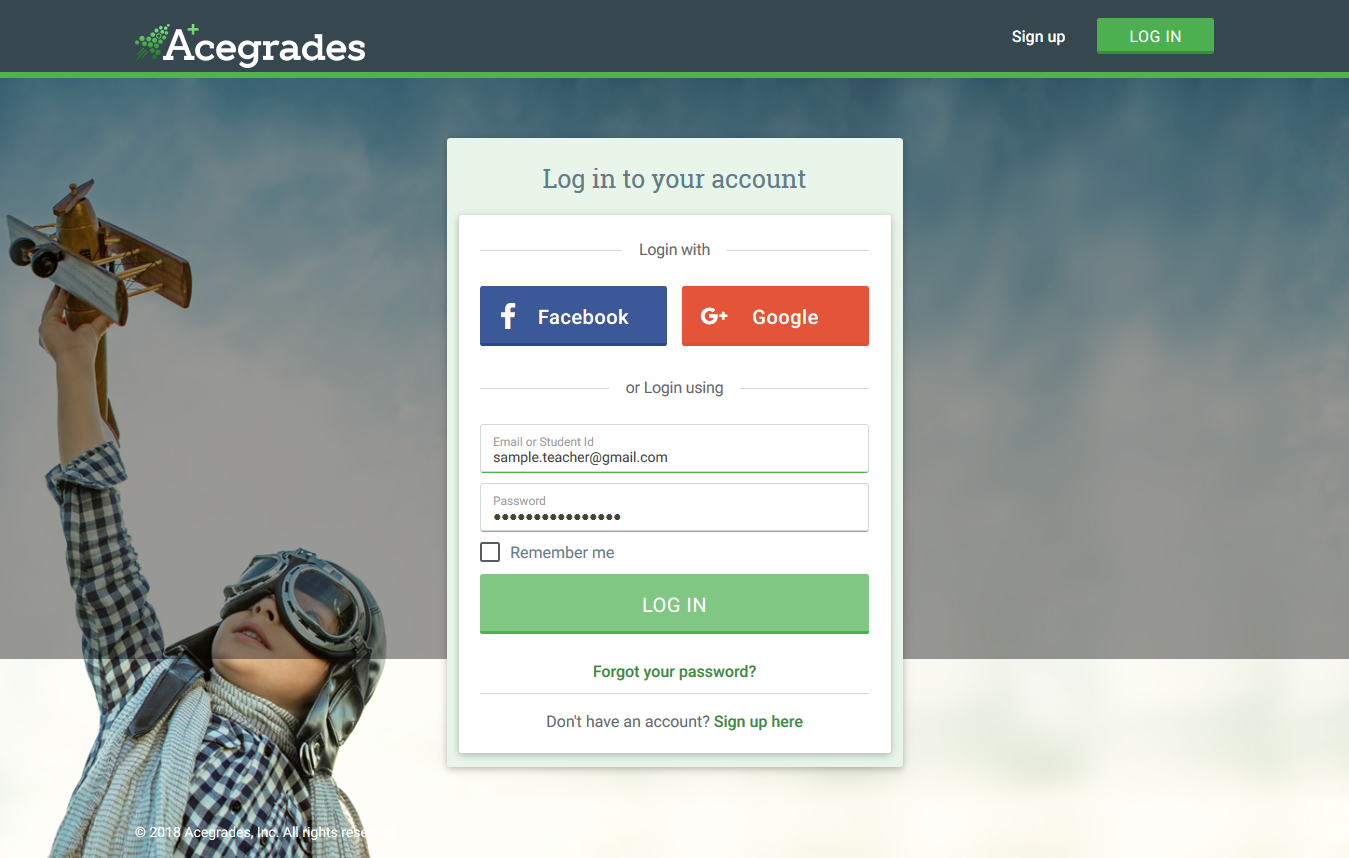 Acegrades
Sign up
LOG IN
Log in to your account
Login with
Facebook
G+ Google
or Login using
Email or Student Id
sample.teacher@gmail.com
Password
••••••••••••••••
Remember me
LOG IN
Forgot your password?
Don't have an account? Sign up here
© 2018 Acegrades, Inc. All rights